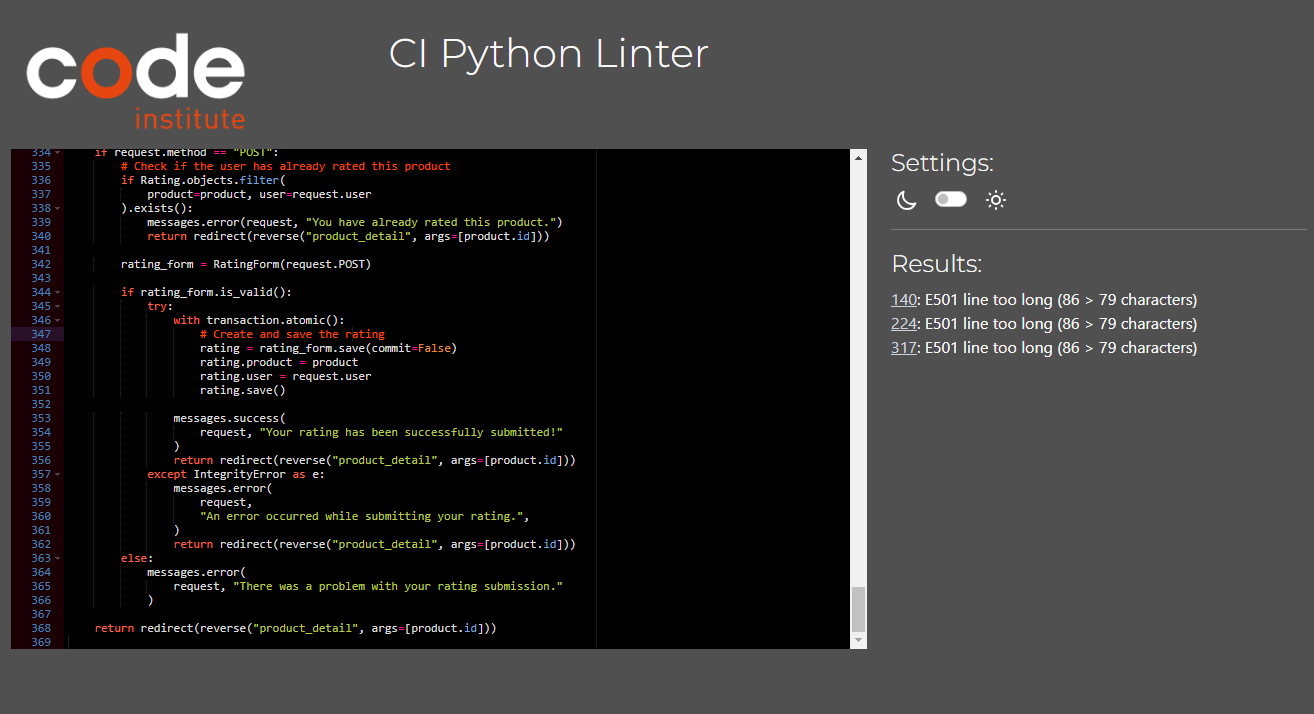 code
institute
CI Python Linter
334 if request.method == "POST":
335 # Check if the user has already rated this product
336 if Rating.objects.filter(
337 product=product, user=request.user
338 ).exists():
339 messages.error(request, "You have already rated this product.")
340 return redirect(reverse("product_detail", args=[product.id]))
341
342 rating_form = RatingForm(request.POST)
343
344 if rating_form.is_valid():
345 try:
346 with transaction.atomic():
347 # Create and save the rating
348 rating = rating_form.save(commit=False)
349 rating.product = product
350 rating.user = request.user
351 rating.save()
352
353 messages.success(
354 request, "Your rating has been successfully submitted!"
355 )
356 return redirect(reverse("product_detail", args=[product.id]))
357 except IntegrityError as e:
358 messages.error(
359 request,
360 "An error occurred while submitting your rating.",
361 )
362 return redirect(reverse("product_detail", args=[product.id]))
363 else:
364 messages.error(
365 request, "There was a problem with your rating submission."
366 )
367
368 return redirect(reverse("product_detail", args=[product.id]))
369
Settings:
Results:
140: E501 line too long (86 > 79 characters)
224: E501 line too long (86 > 79 characters)
317: E501 line too long (86 > 79 characters)